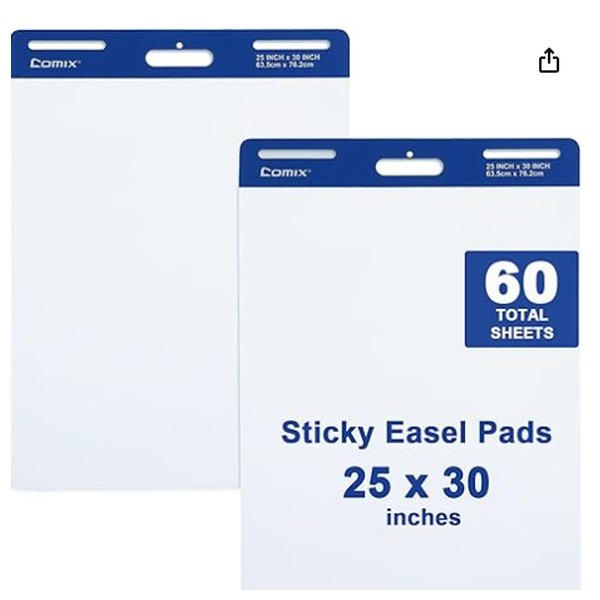 Comix®
25 INCH x 30 INCH
63.5cm x 76.2cm
Comix®
25 INCH x 30 INCH
63.5cm x 76.2cm
60
TOTAL
SHEETS
Sticky Easel Pads
25 x 30
inches